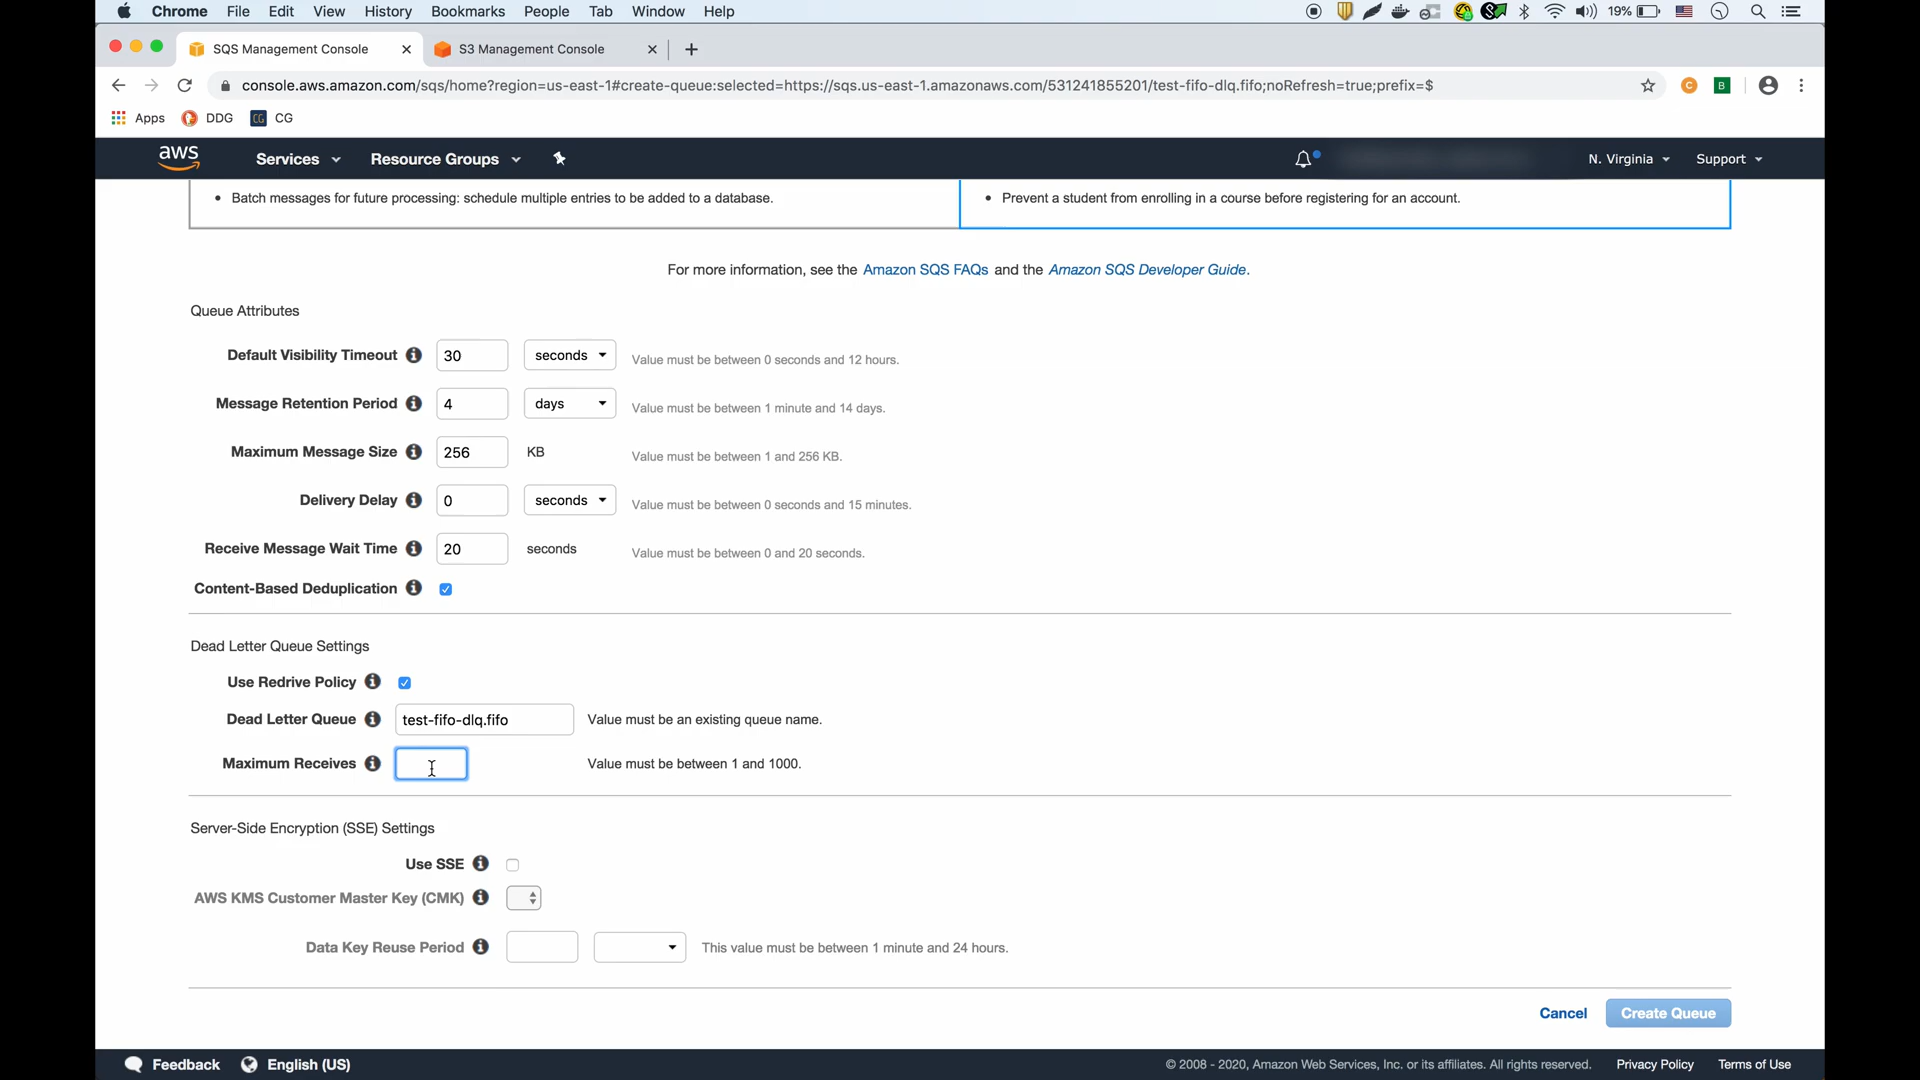 Chrome File Edit View History Bookmarks People Tab Window Help 19%
SQS Management Console S3 Management Console
console.aws.amazon.com/sqs/home?region=us-east-1#create-queue:selected=https://sqs.us-east-1.amazonaws.com/531241855201/test-fifo-dlq.fifo;noRefresh=true;prefix=$
Apps DDG CG CG
aws Services Resource Groups N. Virginia Support
• Batch messages for future processing: schedule multiple entries to be added to a database.
• Prevent a student from enrolling in a course before registering for an account.
For more information, see the Amazon SQS FAQs and the Amazon SQS Developer Guide.
Queue Attributes
Default Visibility Timeout 30 seconds Value must be between 0 seconds and 12 hours.
Message Retention Period 4 days Value must be between 1 minute and 14 days.
Maximum Message Size 256 KB Value must be between 1 and 256 KB.
Delivery Delay 0 seconds Value must be between 0 seconds and 15 minutes.
Receive Message Wait Time 20 seconds Value must be between 0 and 20 seconds.
Content-Based Deduplication
Dead Letter Queue Settings
Use Redrive Policy
Dead Letter Queue test-fifo-dlq.fifo Value must be an existing queue name.
Maximum Receives Value must be between 1 and 1000.
Server-Side Encryption (SSE) Settings
Use SSE
AWS KMS Customer Master Key (CMK)
Data Key Reuse Period This value must be between 1 minute and 24 hours.
Cancel Create Queue
Feedback English (US) © 2008 - 2020, Amazon Web Services, Inc. or its affiliates. All rights reserved. Privacy Policy Terms of Use